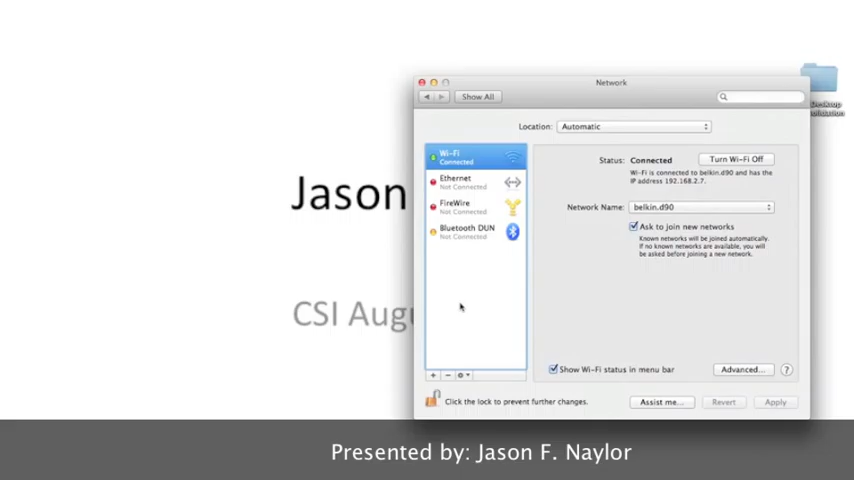 Jason
CSI Augu
Network
Show All
Desktop
Location: Automatic
Wi-Fi
Connected
Ethernet
Not Connected
FireWire
Not Connected
Bluetooth DUN
Not Connected
Status: Connected
Turn Wi-Fi Off
Wi-Fi is connected to belkin.d90 and has the
IP address 192.168.2.7.
Network Name: belkin.d90
Ask to join new networks
Known networks will be joined automatically.
If no known networks are available, you will
be asked before joining a new network.
Show Wi-Fi status in menu bar
Advanced...
?
Click the lock to prevent further changes.
Assist me...
Revert
Apply
Presented by: Jason F. Naylor